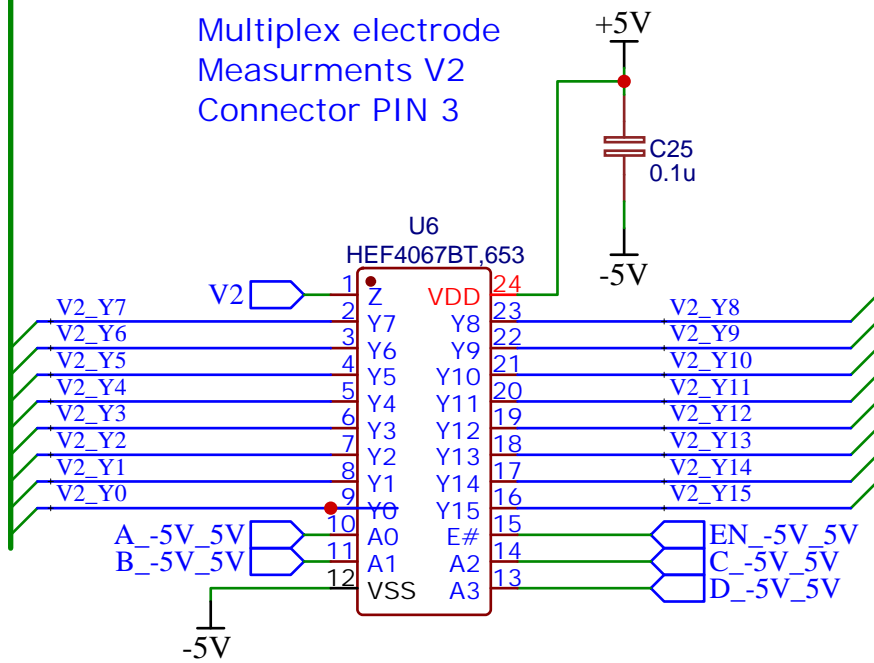 Multiplex electrode
Measurments V2
Connector PIN 3
+5V
C25
0.1u
-5V
U6
HEF4067BT,653
V2 1 Z VDD 24
V2_Y7 2 Y7 Y8 23 V2_Y8
V2_Y6 3 Y6 Y9 22 V2_Y9
V2_Y5 4 Y5 Y10 21 V2_Y10
V2_Y4 5 Y4 Y11 20 V2_Y11
V2_Y3 6 Y3 Y12 19 V2_Y12
V2_Y2 7 Y2 Y13 18 V2_Y13
V2_Y1 8 Y1 Y14 17 V2_Y14
V2_Y0 9 Y0 Y15 16 V2_Y15
A_-5V_5V 10 A0 E# 15 EN_-5V_5V
B_-5V_5V 11 A1 A2 14 C_-5V_5V
12 VSS A3 13 D_-5V_5V
-5V